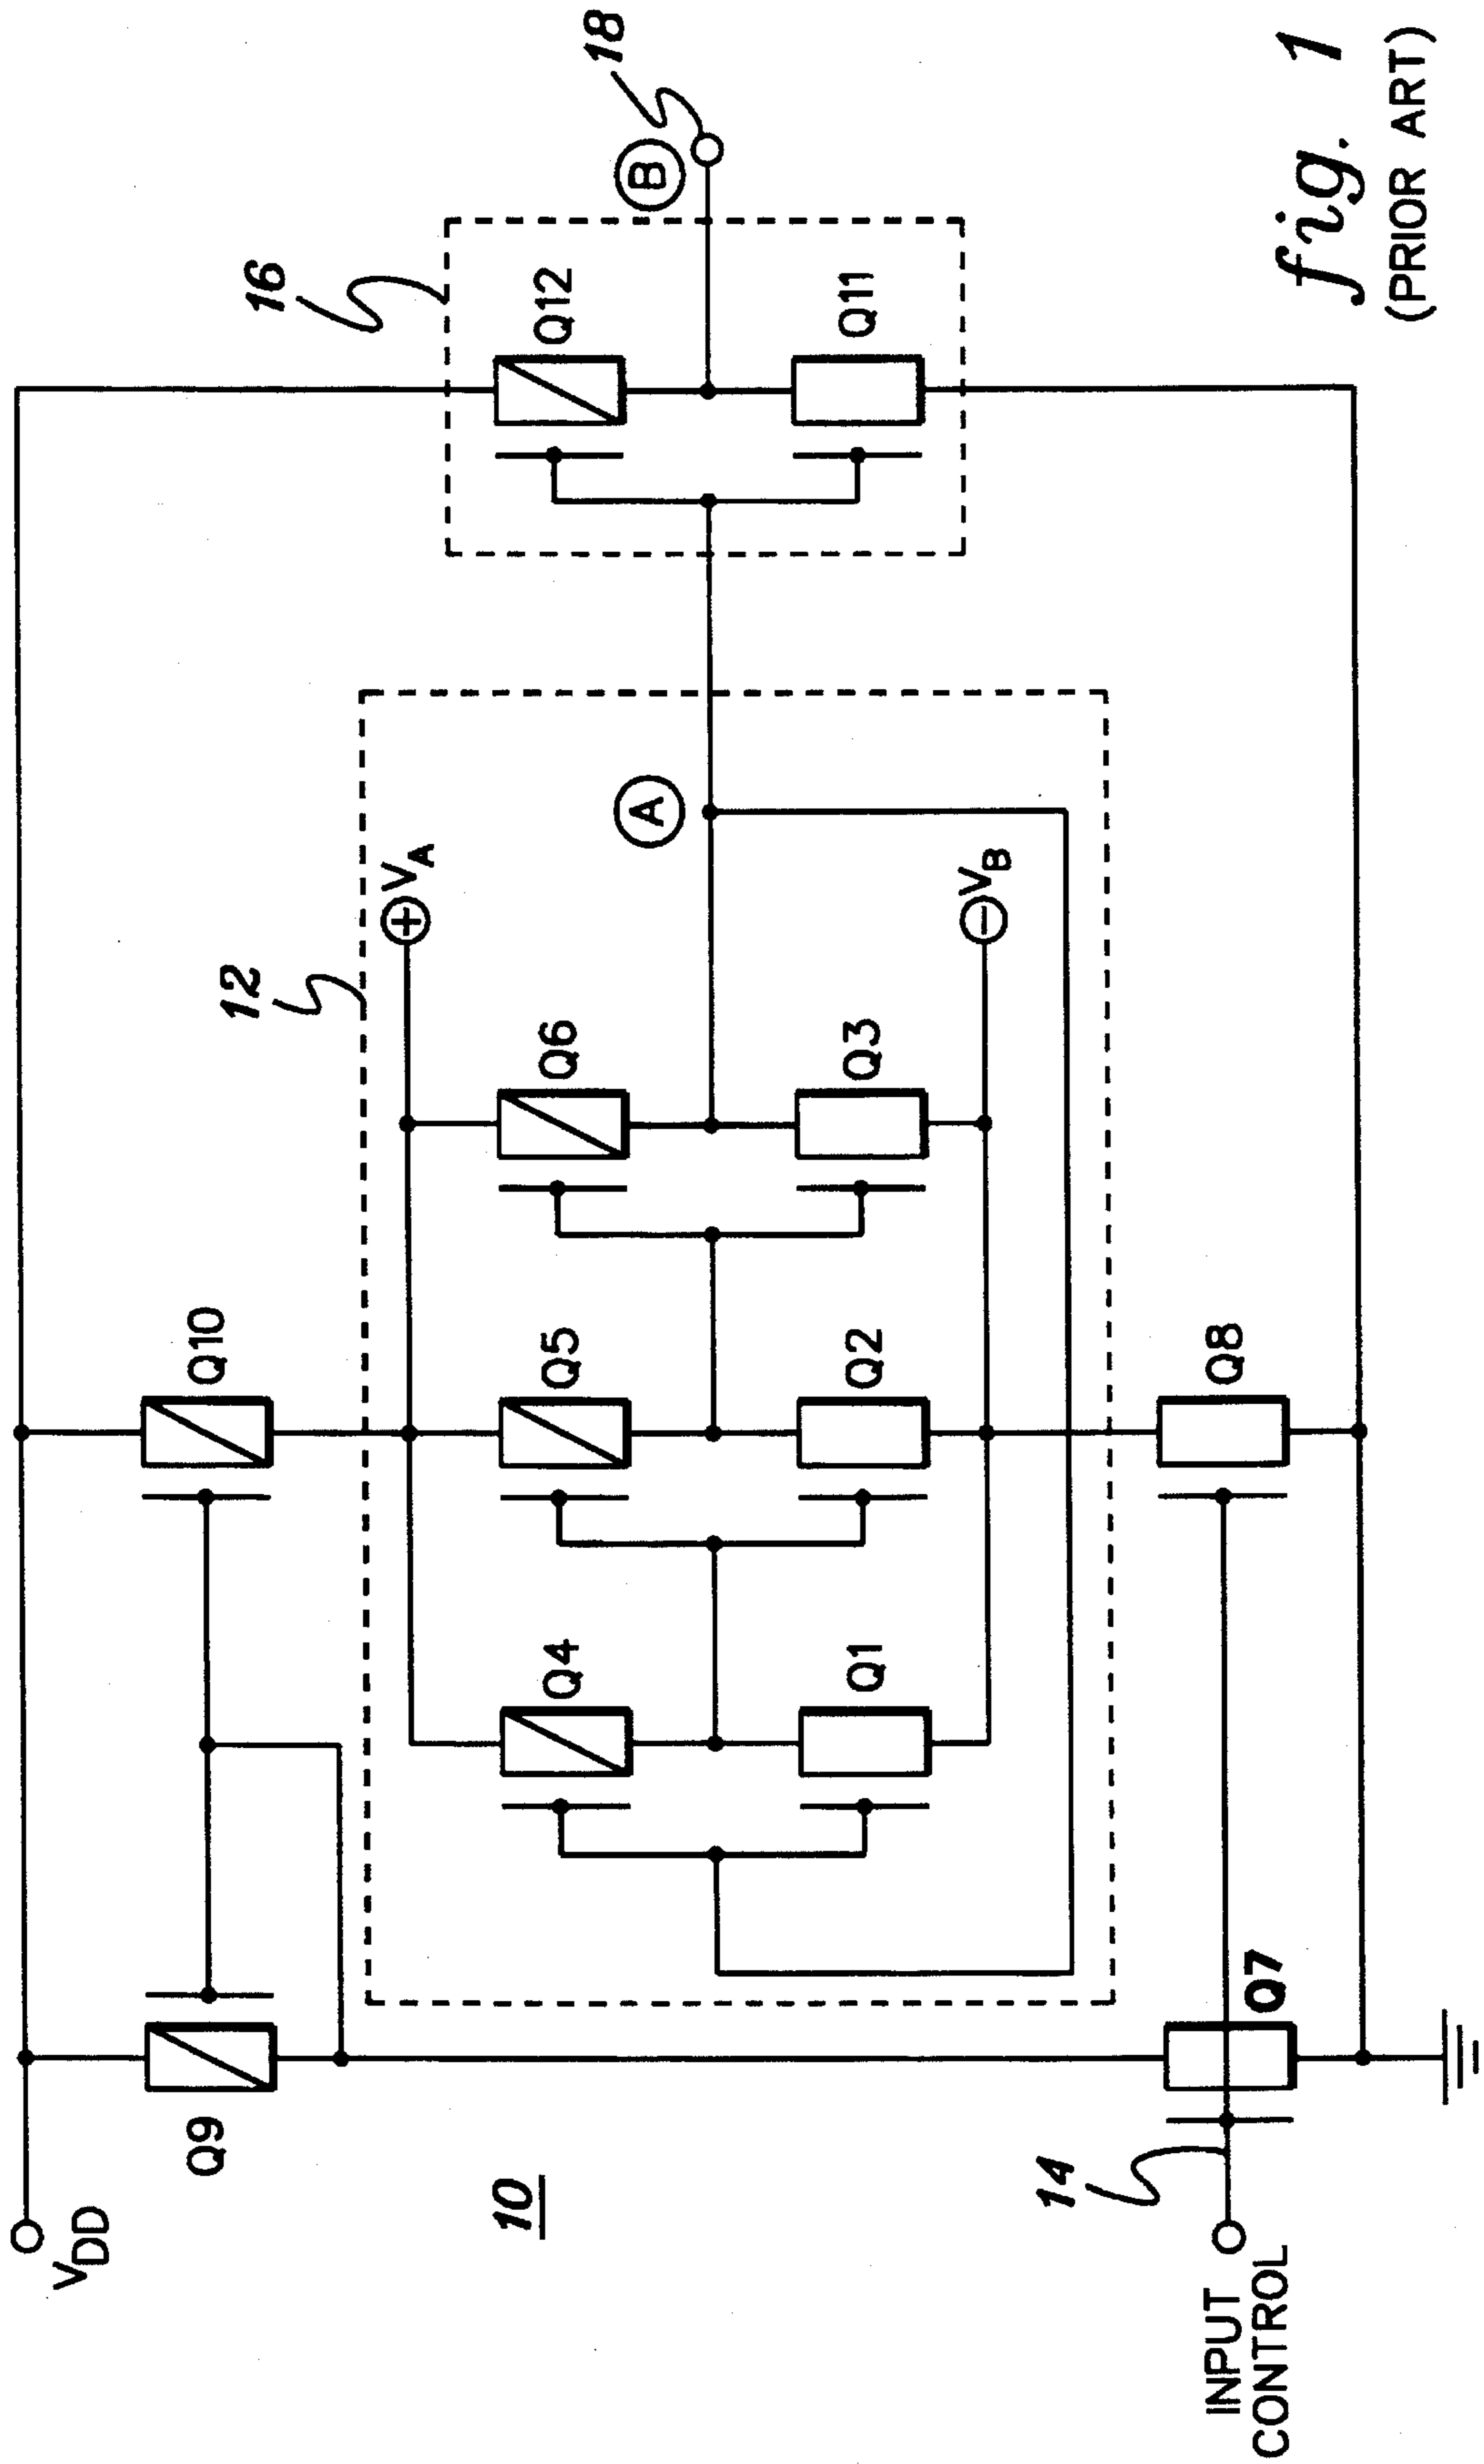 VDD
Q9
Q10
12
16
+ VA
Q4
Q5
Q6
A
Q12
B
18
10
Q1
Q2
Q3
Q11
- VB
14
INPUT
CONTROL
Q7
Q8
fig. 1
(PRIOR ART)